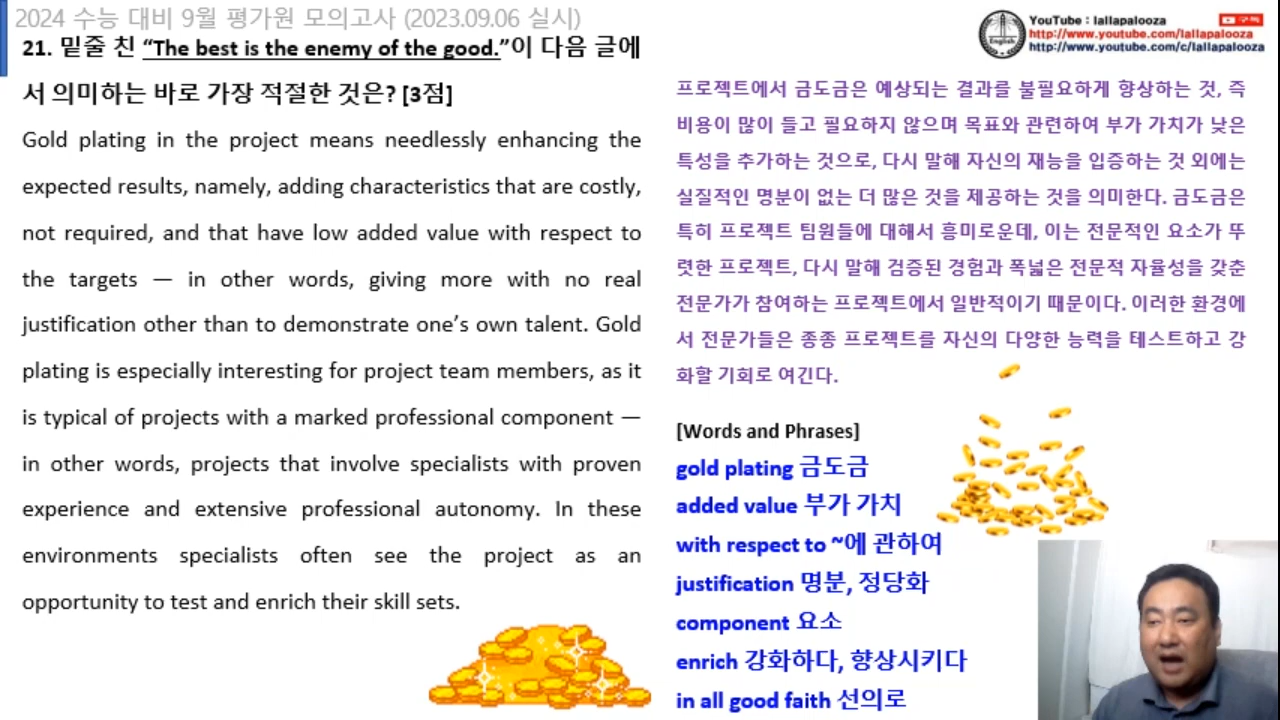 2024 수능 대비 9월 평가원 모의고사 (2023.09.06 실시)
21. 밑줄 친 “The best is the enemy of the good.”이 다음 글에
서 의미하는 바로 가장 적절한 것은? [3점]
Gold plating in the project means needlessly enhancing the
expected results, namely, adding characteristics that are costly,
not required, and that have low added value with respect to
the targets — in other words, giving more with no real
justification other than to demonstrate one’s own talent. Gold
plating is especially interesting for project team members, as it
is typical of projects with a marked professional component —
in other words, projects that involve specialists with proven
experience and extensive professional autonomy. In these
environments specialists often see the project as an
opportunity to test and enrich their skill sets.
English
YouTube : lallapalooza
구독
http://www.youtube.com/lallapalooza
http://www.youtube.com/c/lallapalooza
프로젝트에서 금도금은 예상되는 결과를 불필요하게 향상하는 것, 즉
비용이 많이 들고 필요하지 않으며 목표와 관련하여 부가 가치가 낮은
특성을 추가하는 것으로, 다시 말해 자신의 재능을 입증하는 것 외에는
실질적인 명분이 없는 더 많은 것을 제공하는 것을 의미한다. 금도금은
특히 프로젝트 팀원들에 대해서 흥미로운데, 이는 전문적인 요소가 뚜
렷한 프로젝트, 다시 말해 검증된 경험과 폭넓은 전문적 자율성을 갖춘
전문가가 참여하는 프로젝트에서 일반적이기 때문이다. 이러한 환경에
서 전문가들은 종종 프로젝트를 자신의 다양한 능력을 테스트하고 강
화할 기회로 여긴다.
[Words and Phrases]
gold plating 금도금
added value 부가 가치
with respect to ~에 관하여
justification 명분, 정당화
component 요소
enrich 강화하다, 향상시키다
in all good faith 선의로